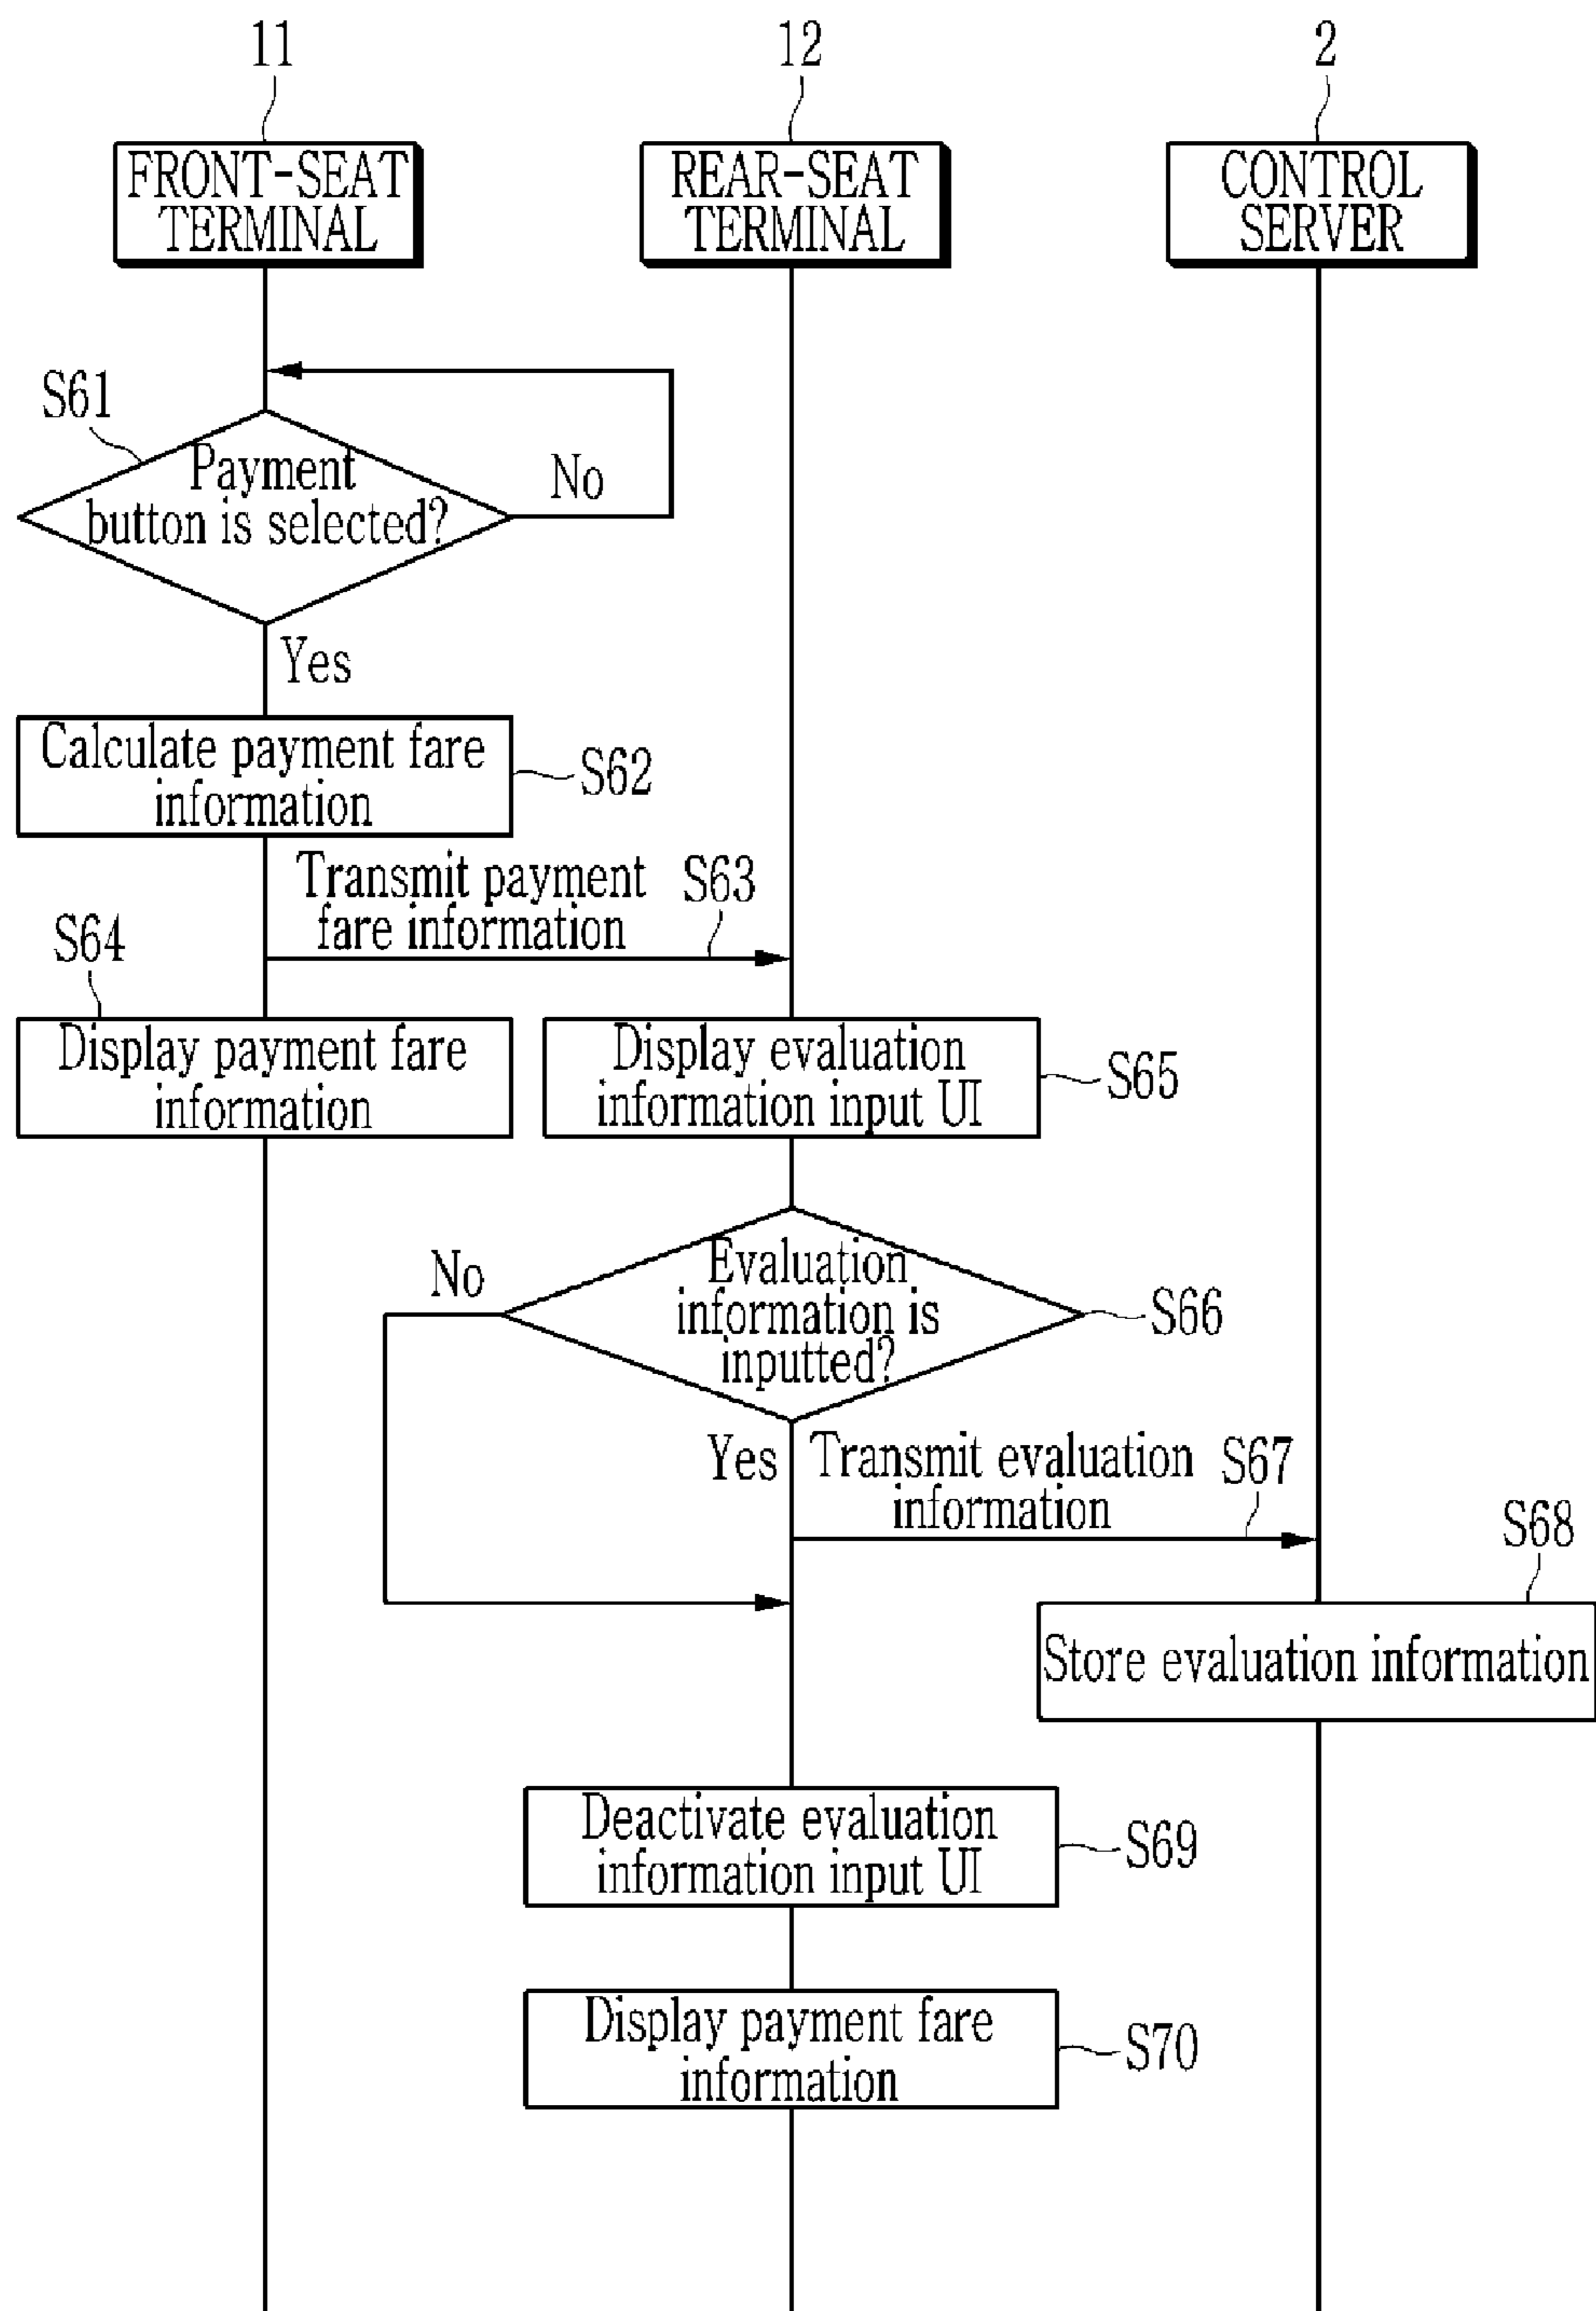 11
12
2
FRONT-SEAT
TERMINAL
REAR-SEAT
TERMINAL
CONTROL
SERVER
S61
Payment
button is selected?
No
Yes
Calculate payment fare
information
S62
Transmit payment
fare information
S63
S64
Display payment fare
information
Display evaluation
information input UI
S65
No
Evaluation
information is
inputted?
S66
Yes
Transmit evaluation
information
S67
S68
Store evaluation information
Deactivate evaluation
information input UI
S69
Display payment fare
information
S70